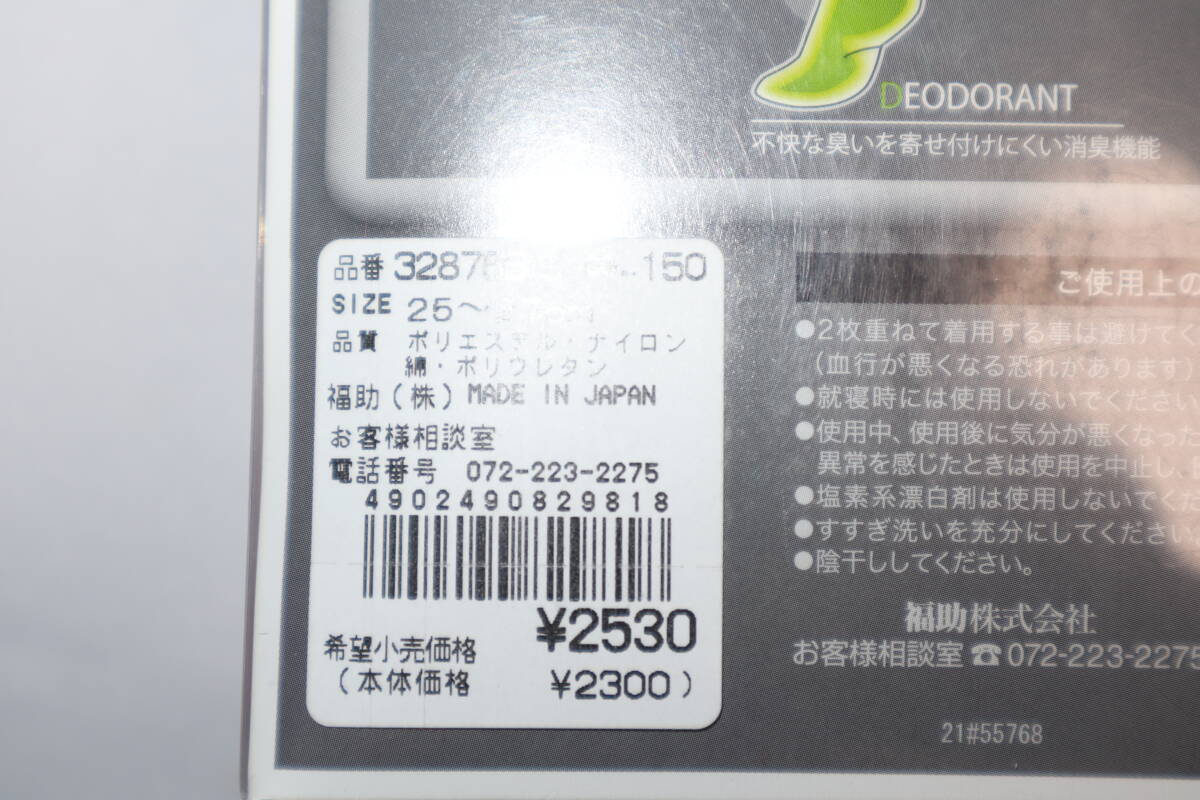 DEODORANT
不快な臭いを寄せ付けにくい消臭機能
品番 150
SIZE 25～
品質 ポリエステル・ナイロン
綿・ポリウレタン
福助（株）MADE IN JAPAN
お客様相談室
電話番号 072-223-2275
4902490829818
¥2530
希望小売価格
（本体価格 ¥2300）
ご使用上の
●2枚重ねて着用する事は避けてく
（血行が悪くなる恐れがあります）
●就寝時には使用しないでください
●使用中、使用後に気分が悪くなった
異常を感じたときは使用を中止し、
●塩素系漂白剤は使用しないでくだ
●すすぎ洗いを充分にしてください
●陰干ししてください。
福助株式会社
お客様相談室☎072-223-2275
21#55768